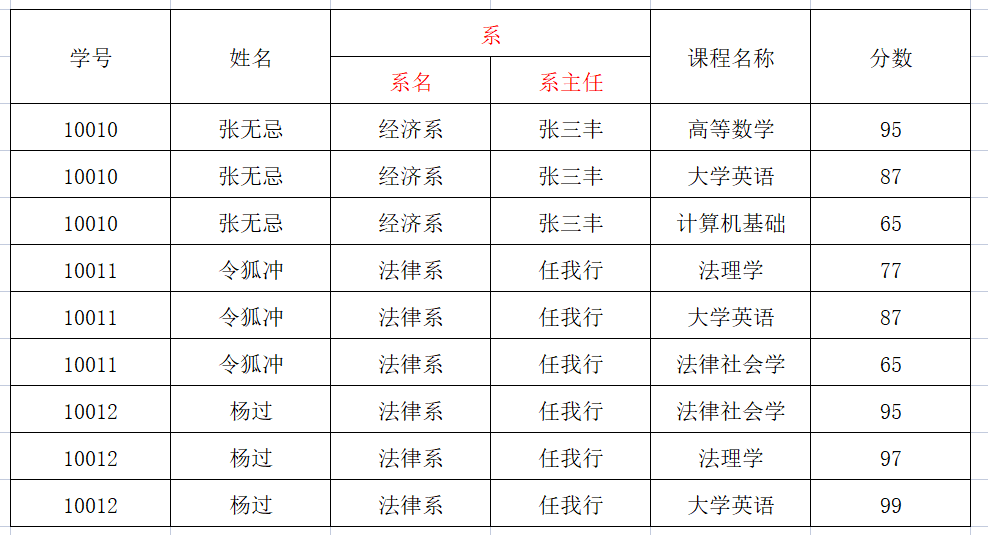 学号 姓名 系 课程名称 分数
系名 系主任
10010 张无忌 经济系 张三丰 高等数学 95
10010 张无忌 经济系 张三丰 大学英语 87
10010 张无忌 经济系 张三丰 计算机基础 65
10011 令狐冲 法律系 任我行 法理学 77
10011 令狐冲 法律系 任我行 大学英语 87
10011 令狐冲 法律系 任我行 法律社会学 65
10012 杨过 法律系 任我行 法律社会学 95
10012 杨过 法律系 任我行 法理学 97
10012 杨过 法律系 任我行 大学英语 99